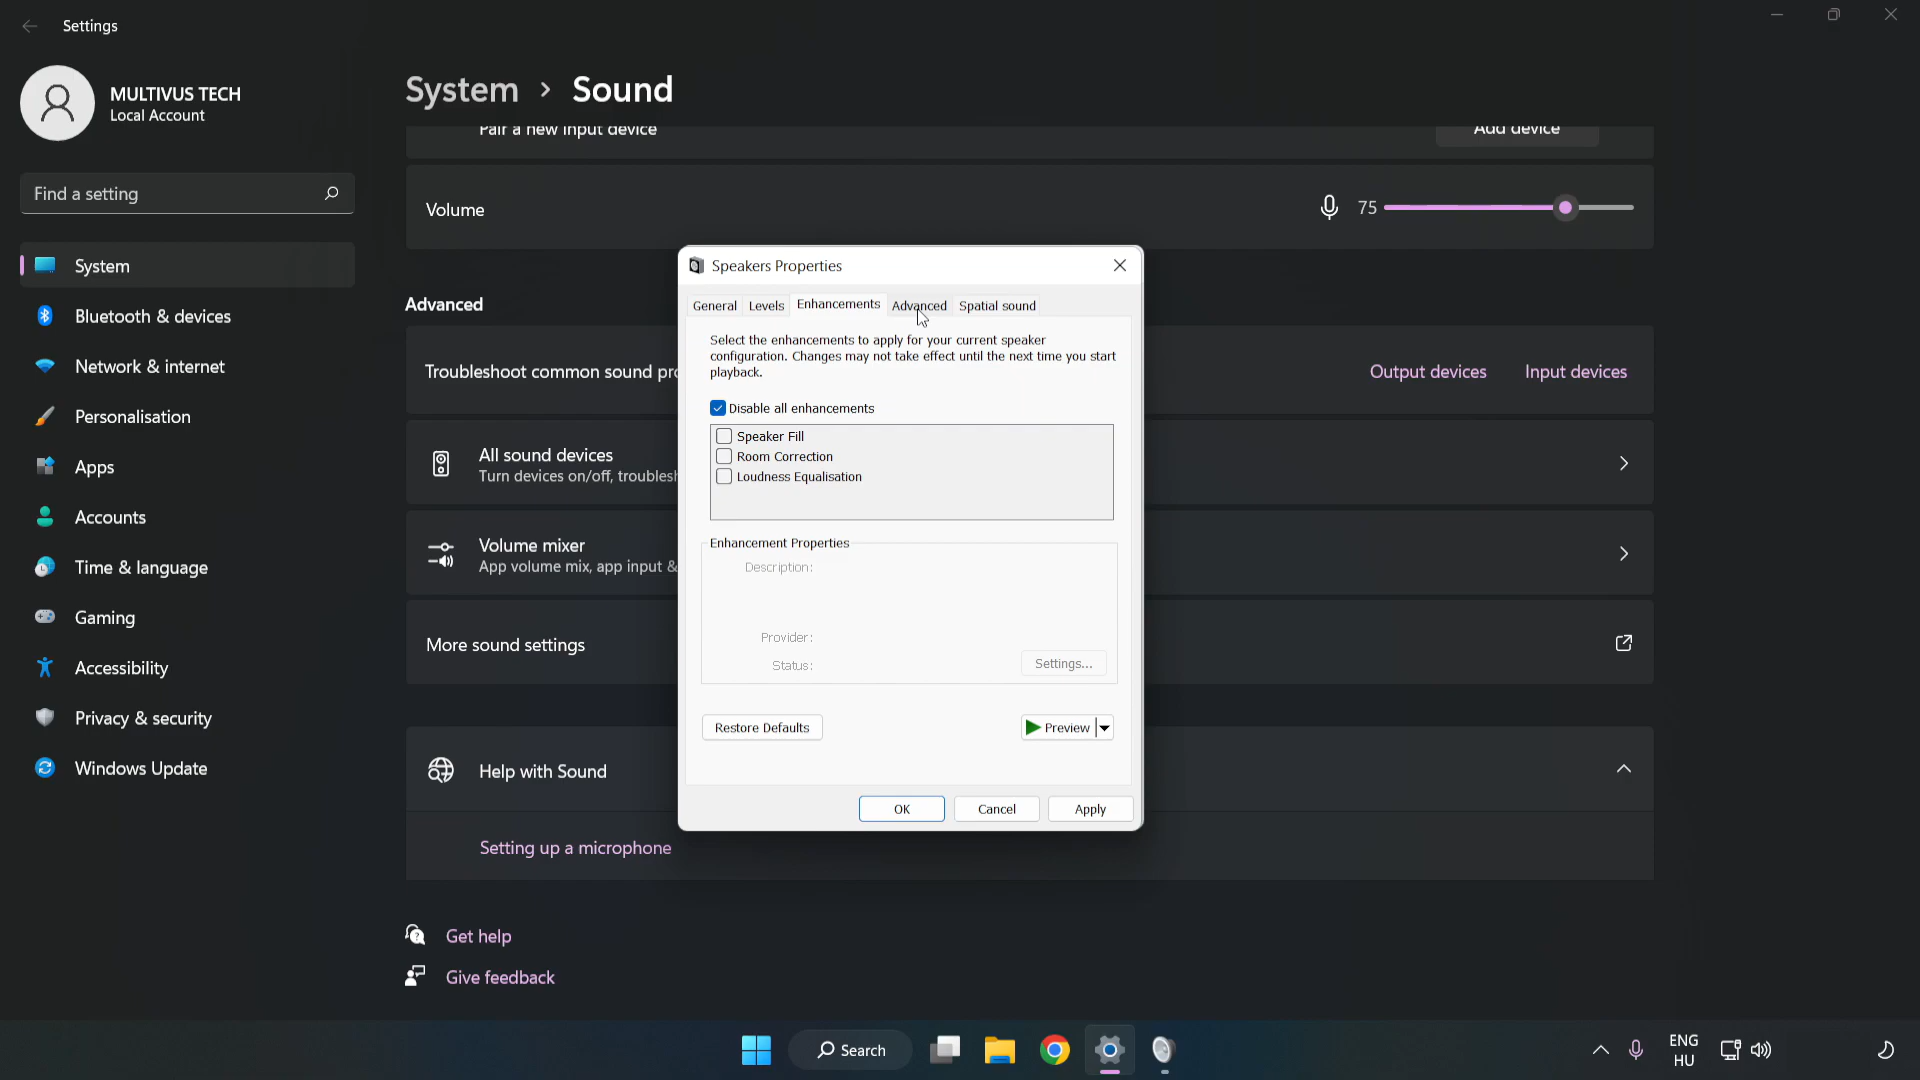 Settings
MULTIVUS TECH
Local Account
Find a setting
System
Bluetooth & devices
Network & internet
Personalisation
Apps
Accounts
Time & language
Gaming
Accessibility
Privacy & security
Windows Update
System > Sound
Pair a new input device
Add device
Volume
75
Advanced
Troubleshoot common sound pro
Output devices
Input devices
All sound devices
Turn devices on/off, troublesh
Volume mixer
App volume mix, app input &
More sound settings
Help with Sound
Setting up a microphone
Get help
Give feedback
Speakers Properties
General Levels Enhancements Advanced Spatial sound
Select the enhancements to apply for your current speaker
configuration. Changes may not take effect until the next time you start
playback.
Disable all enhancements
Speaker Fill
Room Correction
Loudness Equalisation
Enhancement Properties
Description:
Provider:
Status:
Settings...
Restore Defaults
Preview
OK
Cancel
Apply
Search
ENG
HU